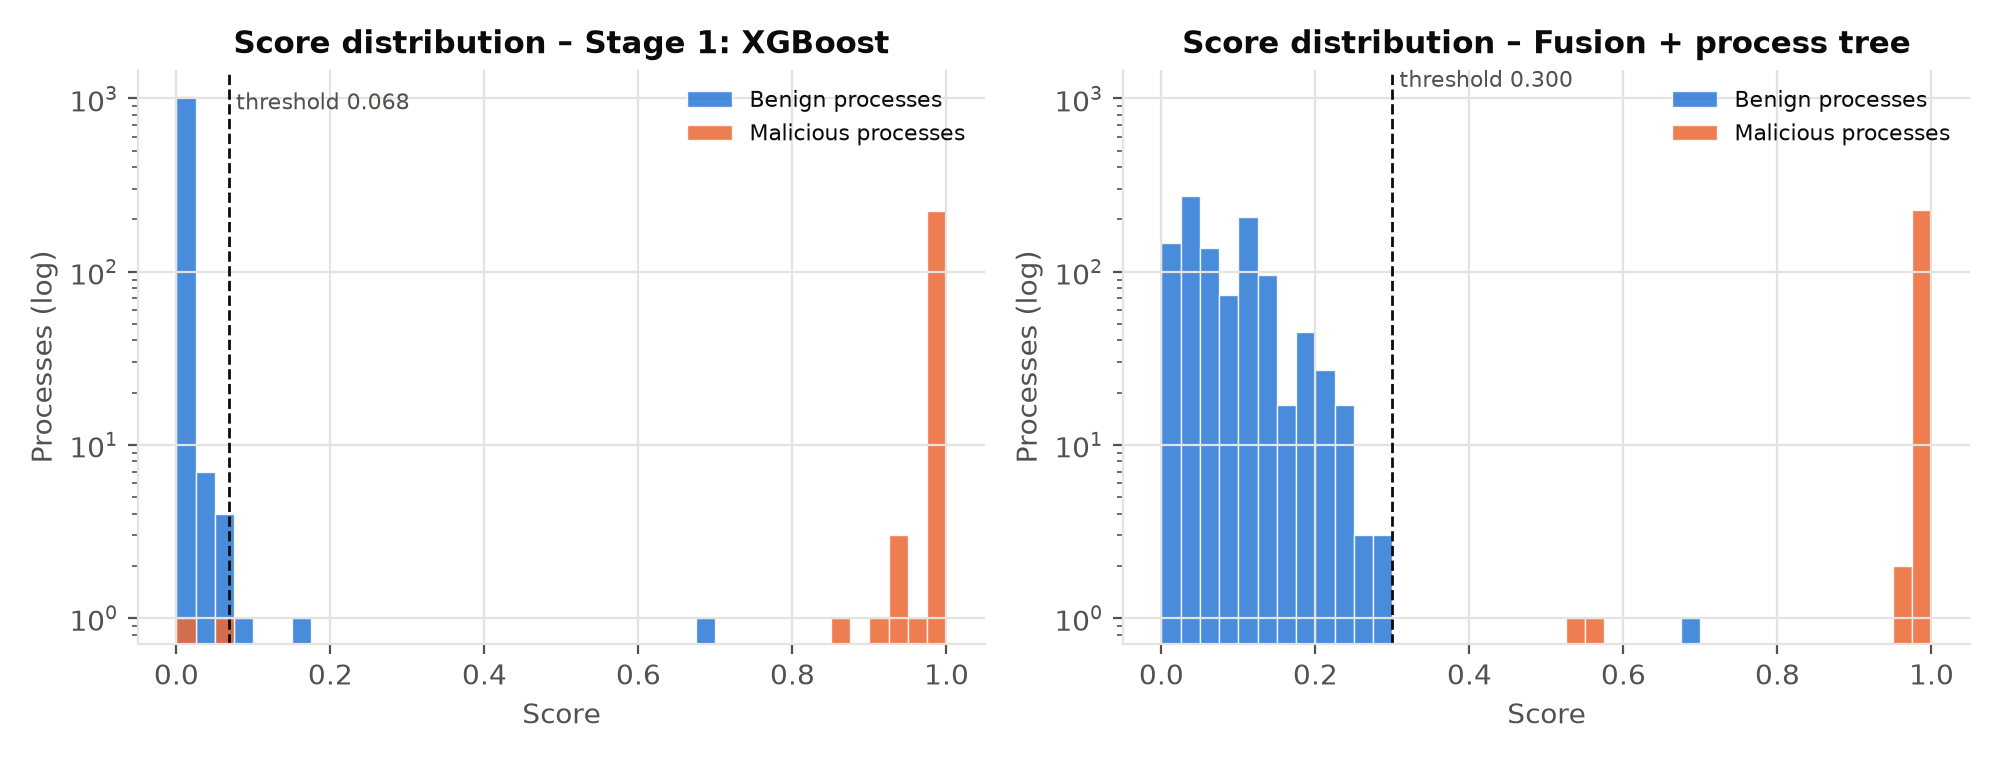 Score distribution – Stage 1: XGBoost
threshold 0.068
Benign processes
Malicious processes
Processes (log)
10³
10²
10¹
10⁰
0.0 0.2 0.4 0.6 0.8 1.0
Score
Score distribution – Fusion + process tree
threshold 0.300
Benign processes
Malicious processes
Processes (log)
10³
10²
10¹
10⁰
0.0 0.2 0.4 0.6 0.8 1.0
Score